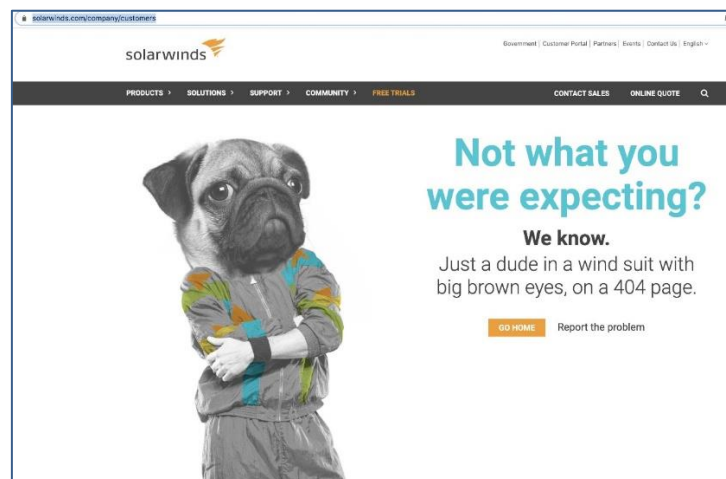 solarwinds.com/company/customers
solarwinds
Government | Customer Portal | Partners | Events | Contact Us | English
PRODUCTS > SOLUTIONS > SUPPORT > COMMUNITY > FREE TRIALS CONTACT SALES ONLINE QUOTE
Not what you
were expecting?
We know.
Just a dude in a wind suit with
big brown eyes, on a 404 page.
GO HOME Report the problem